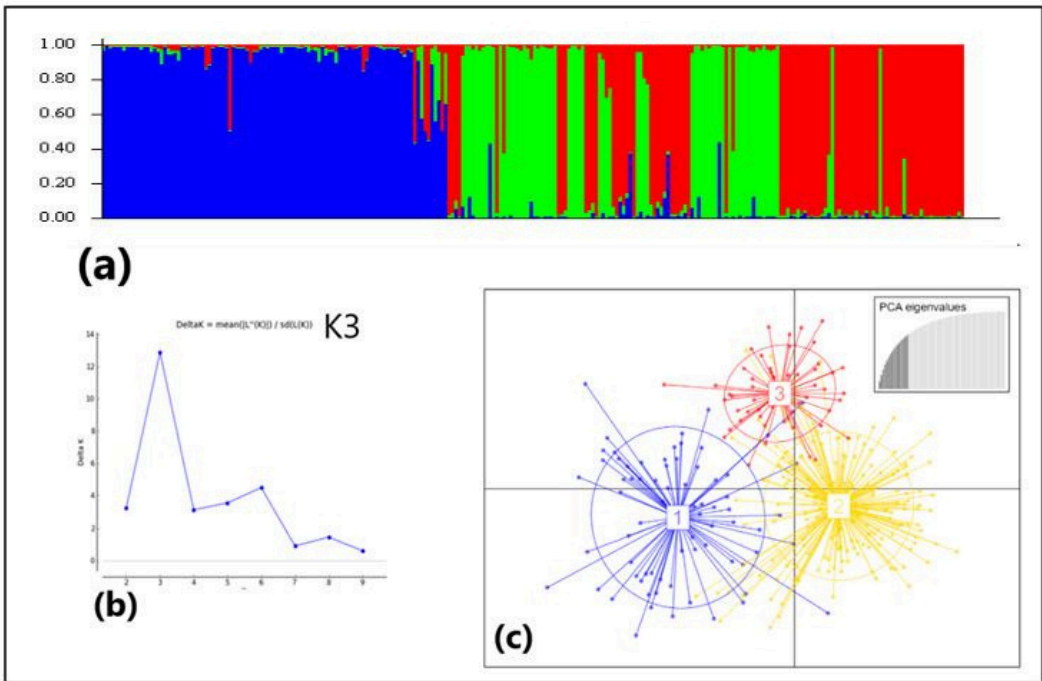 1.00
0.80
0.60
0.40
0.20
0.00
(a)
DeltaK = mean(|L"(K)|) / sd(L(K)) K3
14
12
10
8
6
4
2
0
Delta K
2 3 4 5 6 7 8 9
(b)
PCA eigenvalues
3
1
2
(c)